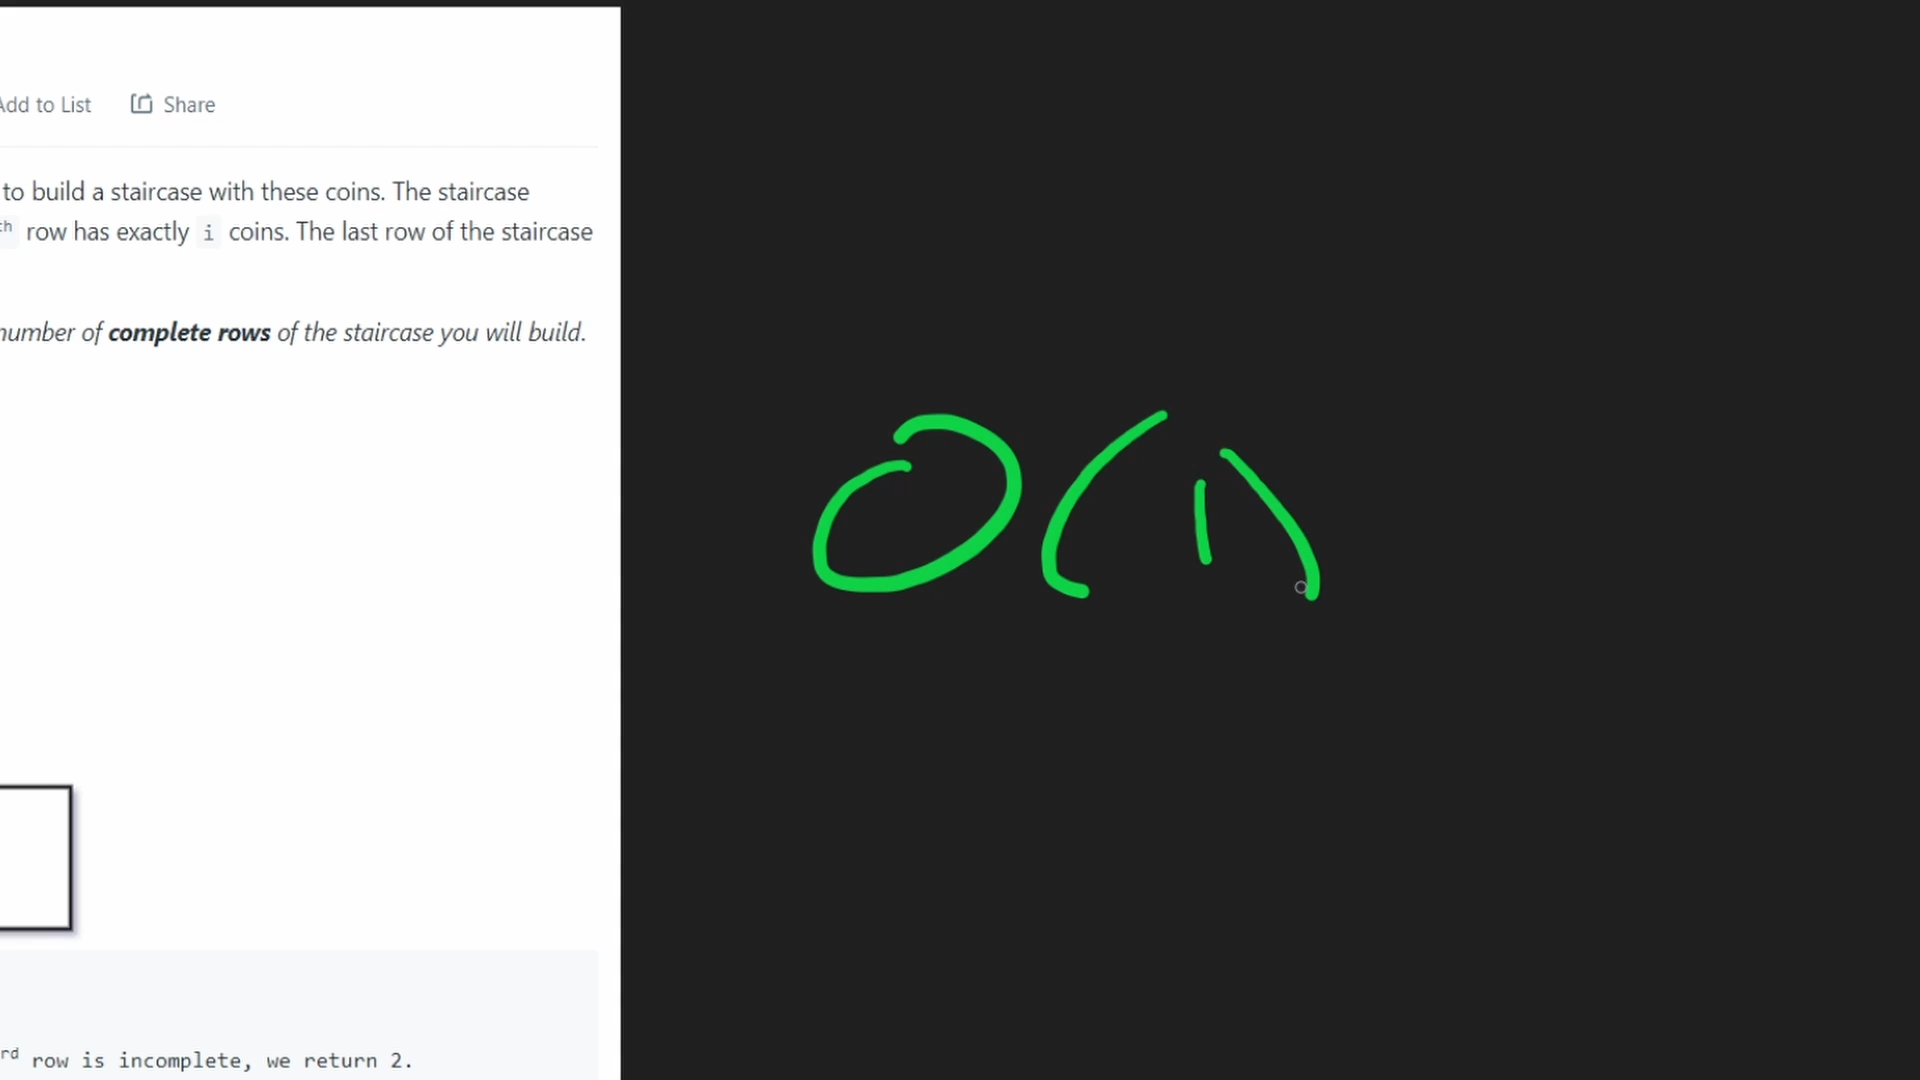 Add to List Share
to build a staircase with these coins. The staircase
th row has exactly i coins. The last row of the staircase
number of complete rows of the staircase you will build.
O(1)
rd row is incomplete, we return 2.